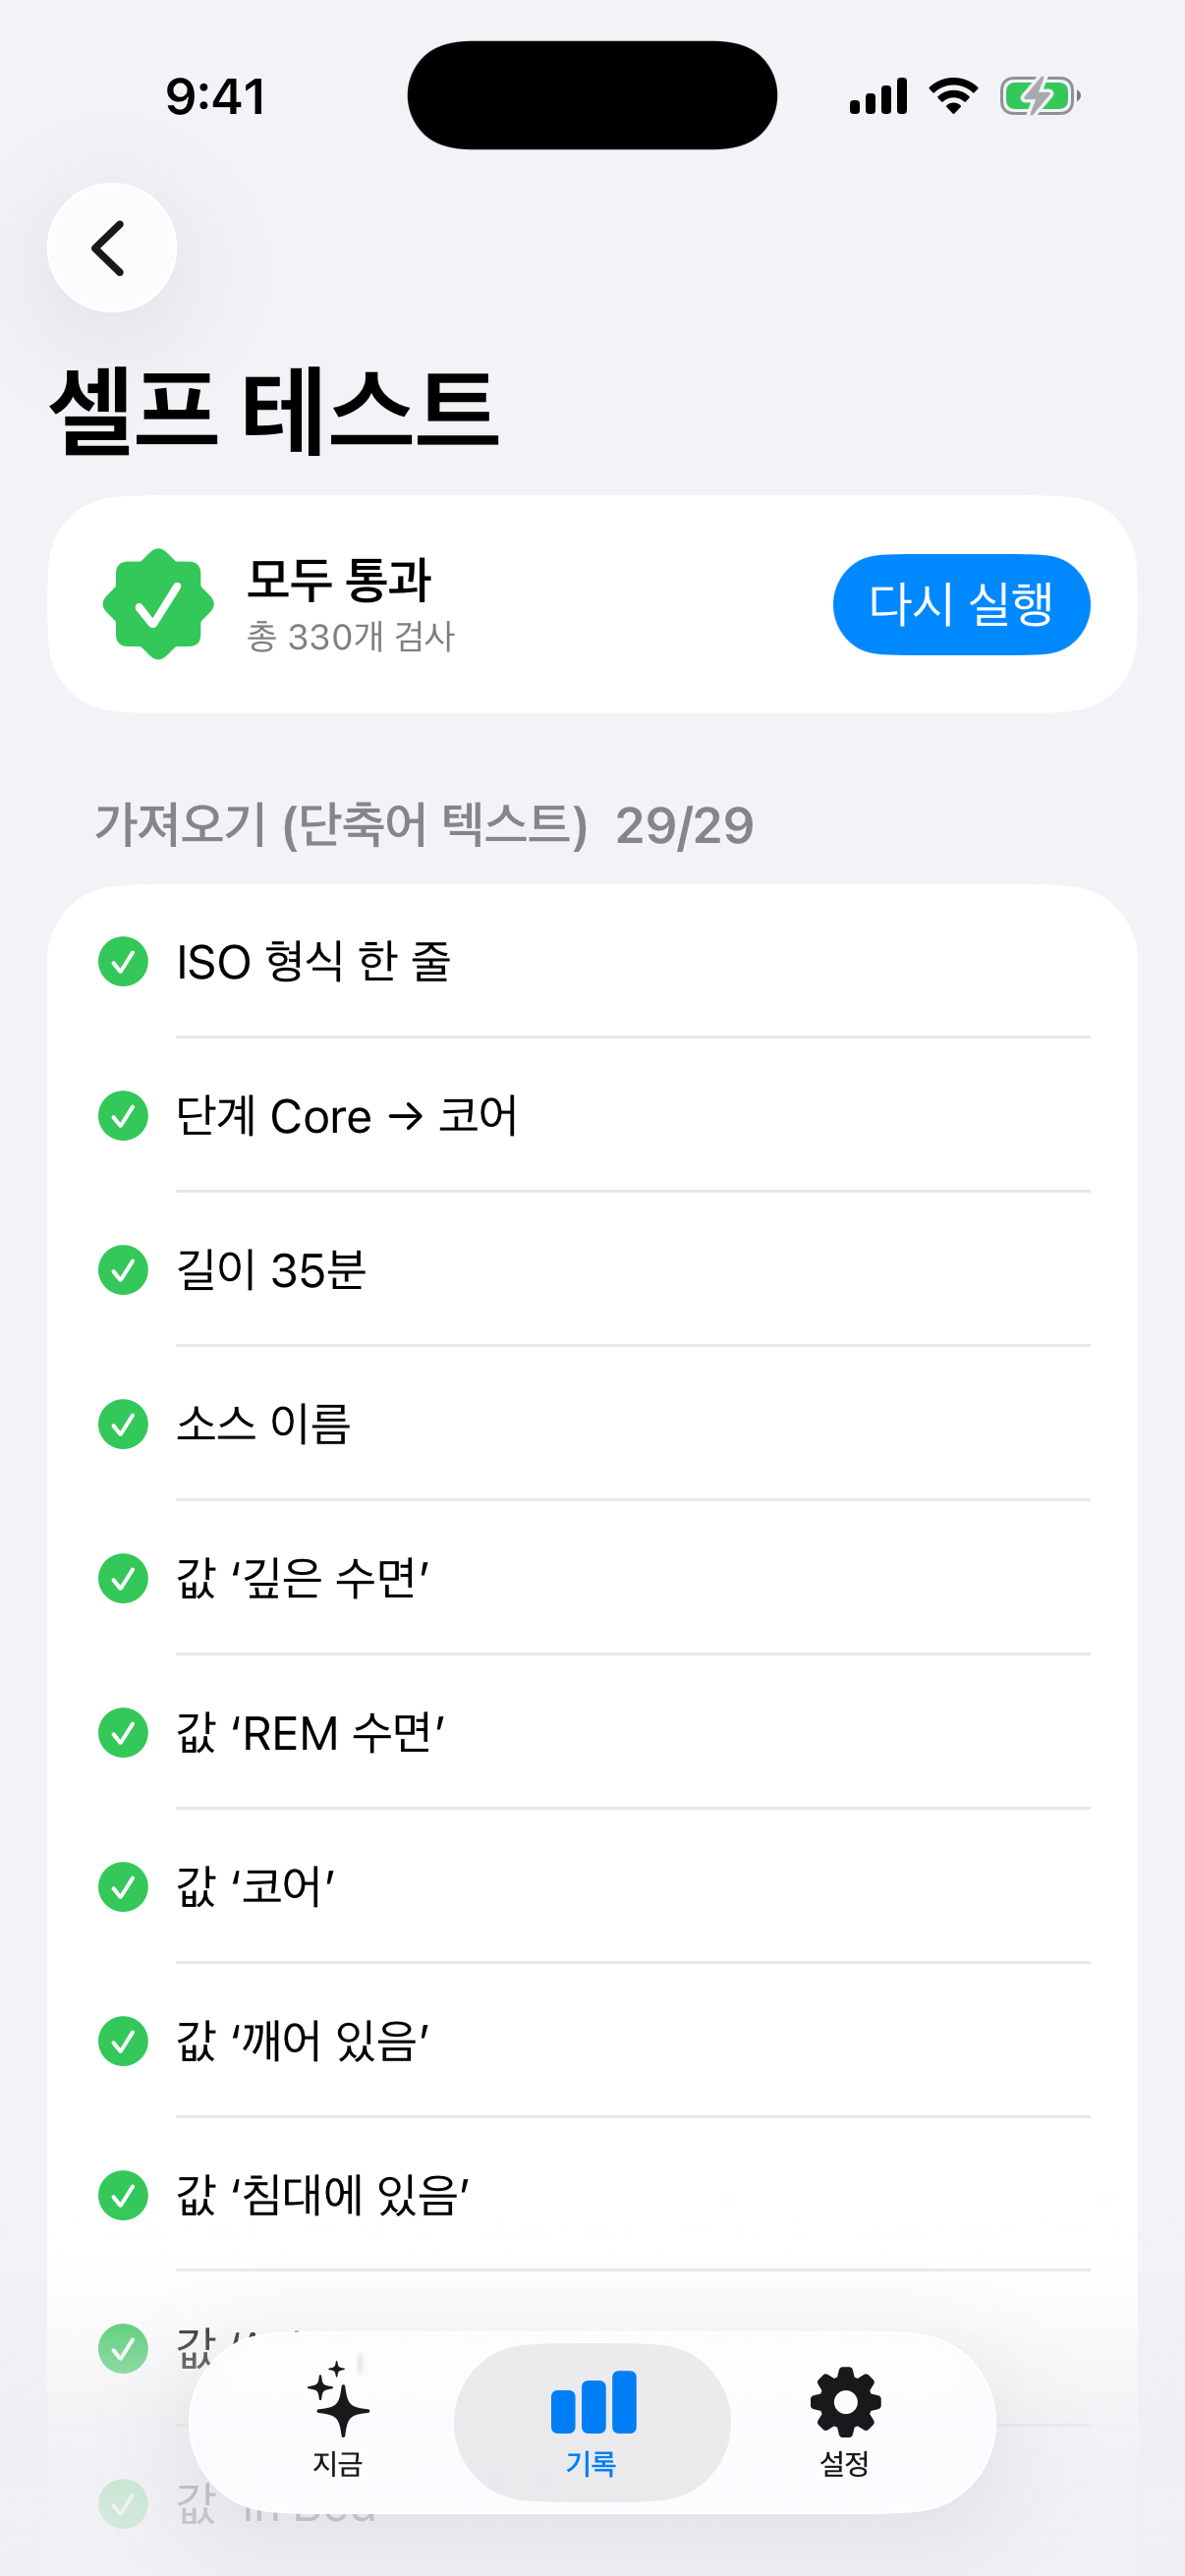 9:41
셀프 테스트
모두 통과
총 330개 검사
다시 실행
가져오기 (단축어 텍스트) 29/29
ISO 형식 한 줄
단계 Core → 코어
길이 35분
소스 이름
값 ‘깊은 수면’
값 ‘REM 수면’
값 ‘코어’
값 ‘깨어 있음’
값 ‘침대에 있음’
값
값 In Bed
지금
기록
설정